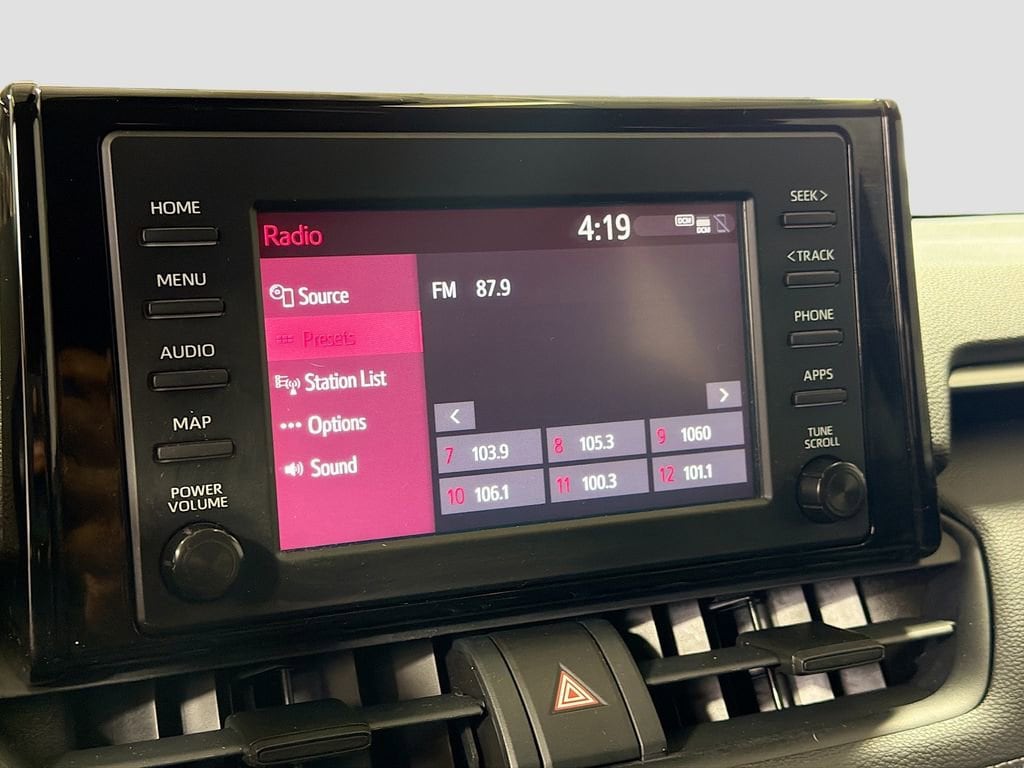 HOME
MENU
AUDIO
MAP
POWER
VOLUME
Radio
4:19
DCM
DCM
Source
Presets
Station List
Options
Sound
FM 87.9
<
>
7 103.9
8 105.3
9 1060
10 106.1
11 100.3
12 101.1
SEEK >
< TRACK
PHONE
APPS
TUNE
SCROLL